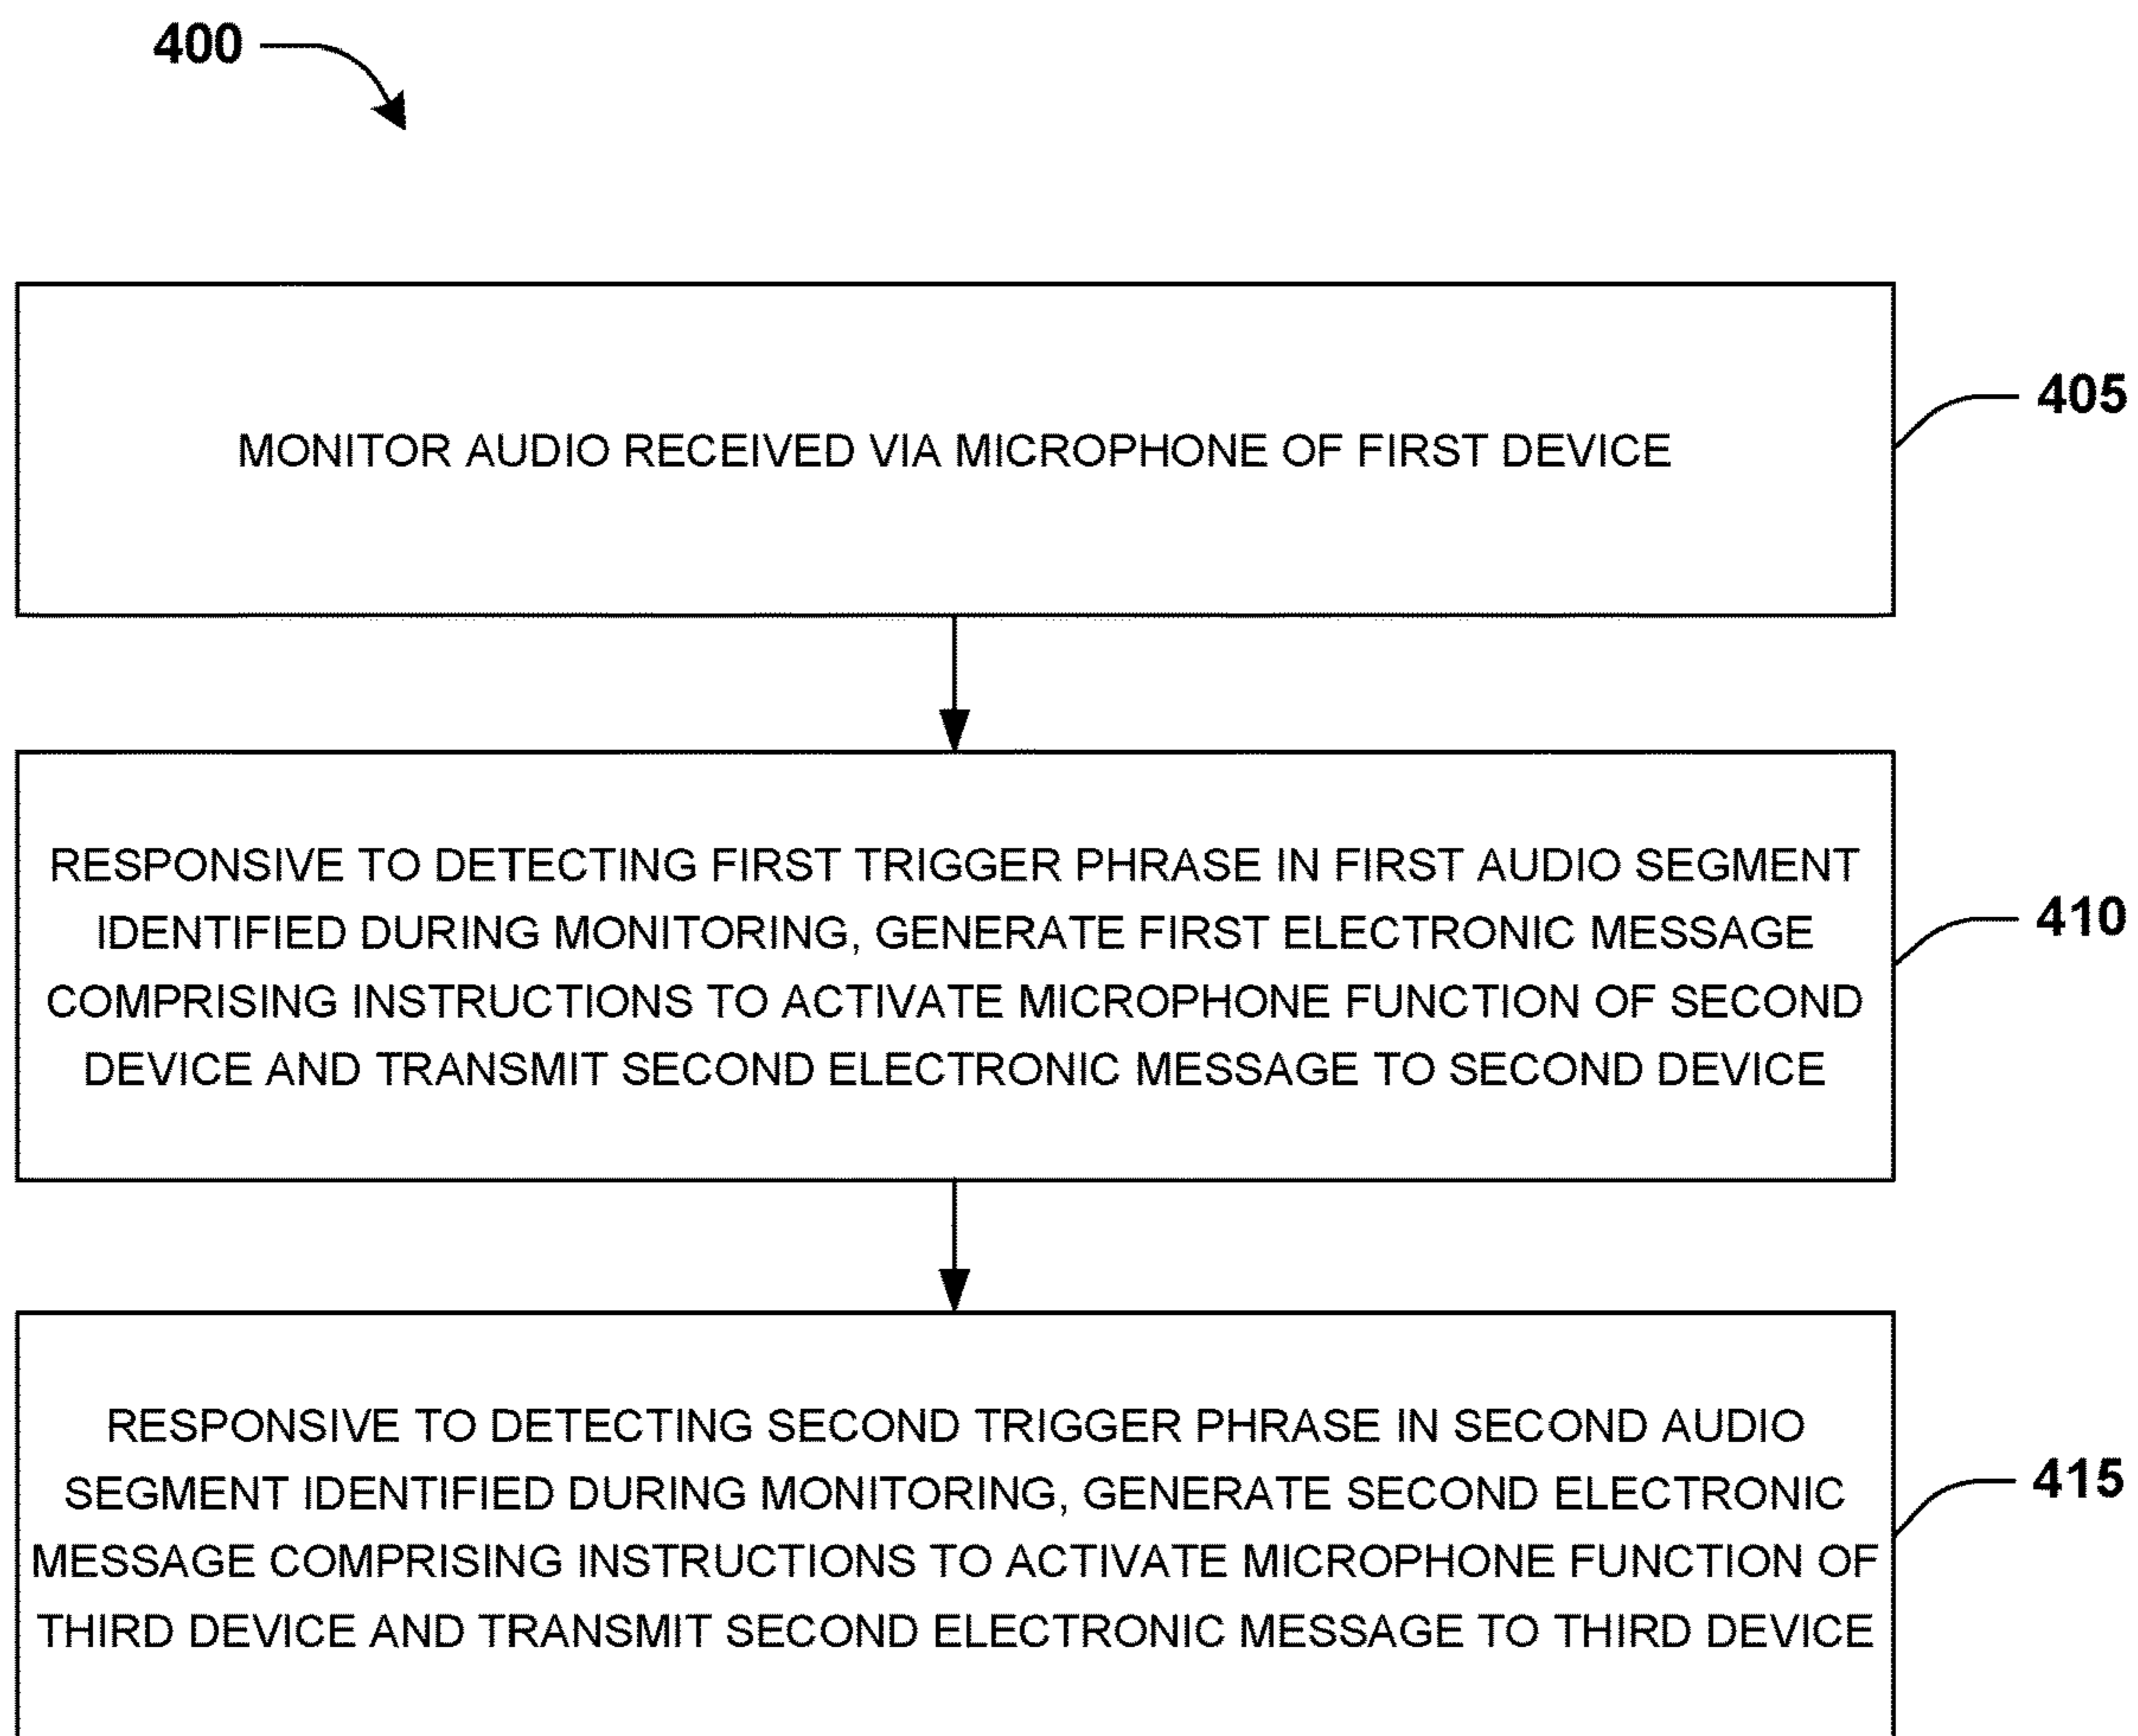 400
MONITOR AUDIO RECEIVED VIA MICROPHONE OF FIRST DEVICE
405
RESPONSIVE TO DETECTING FIRST TRIGGER PHRASE IN FIRST AUDIO SEGMENT
IDENTIFIED DURING MONITORING, GENERATE FIRST ELECTRONIC MESSAGE
COMPRISING INSTRUCTIONS TO ACTIVATE MICROPHONE FUNCTION OF SECOND
DEVICE AND TRANSMIT SECOND ELECTRONIC MESSAGE TO SECOND DEVICE
410
RESPONSIVE TO DETECTING SECOND TRIGGER PHRASE IN SECOND AUDIO
SEGMENT IDENTIFIED DURING MONITORING, GENERATE SECOND ELECTRONIC
MESSAGE COMPRISING INSTRUCTIONS TO ACTIVATE MICROPHONE FUNCTION OF
THIRD DEVICE AND TRANSMIT SECOND ELECTRONIC MESSAGE TO THIRD DEVICE
415